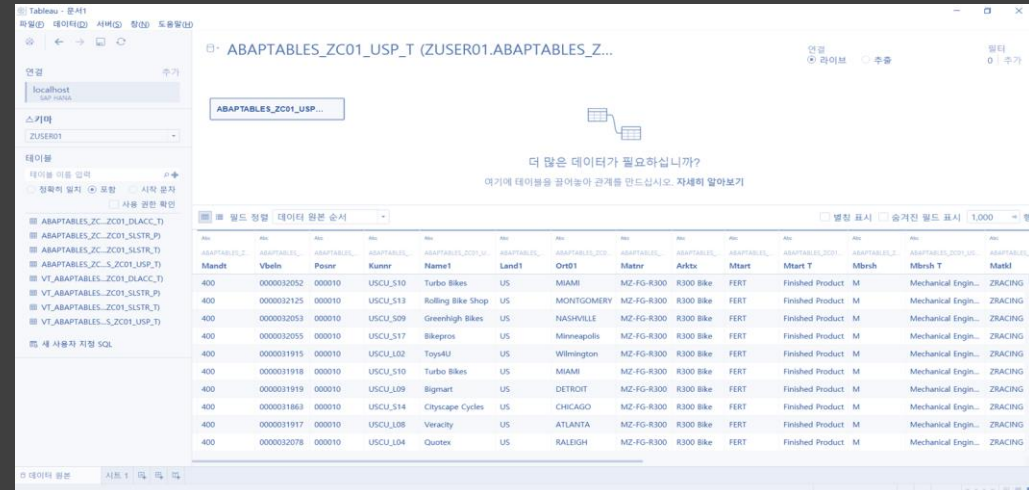 Tableau - 문서1
파일(F) 데이터(D) 서버(S) 창(N) 도움말(H)
연결 추가
localhost
SAP HANA
스키마
ZUSER01
테이블
테이블 이름 입력
정확히 일치 포함 시작 문자
사용 권한 확인
ABAPTABLES_ZC...ZC01_DLACC_T)
ABAPTABLES_ZC...ZC01_SLSTR_P)
ABAPTABLES_ZC...ZC01_SLSTR_T)
ABAPTABLES_ZC...S_ZC01_USP_T)
VT_ABAPTABLES...ZC01_DLACC_T)
VT_ABAPTABLES...ZC01_SLSTR_P)
VT_ABAPTABLES...ZC01_SLSTR_T)
VT_ABAPTABLES...S_ZC01_USP_T)
새 사용자 지정 SQL
ABAPTABLES_ZC01_USP_T (ZUSER01.ABAPTABLES_Z...
연결 필터
라이브 추출 0 추가
ABAPTABLES_ZC01_USP...
더 많은 데이터가 필요하십니까?
여기에 테이블을 끌어놓아 관계를 만드십시오. 자세히 알아보기
필드 정렬 데이터 원본 순서 별칭 표시 숨겨진 필드 표시 1,000
Abc Abc Abc Abc Abc Abc Abc Abc Abc Abc Abc Abc Abc Abc
Mandt Vbeln Posnr Kunnr Name1 Land1 Ort01 Matnr Arktx Mtart Mtart T Mbrsh Mbrsh T Matkl
400 0000032052 000010 USCU_S10 Turbo Bikes US MIAMI MZ-FG-R300 R300 Bike FERT Finished Product M Mechanical Engin... ZRACING
400 0000032125 000010 USCU_S13 Rolling Bike Shop US MONTGOMERY MZ-FG-R300 R300 Bike FERT Finished Product M Mechanical Engin... ZRACING
400 0000032053 000010 USCU_S09 Greenhigh Bikes US NASHVILLE MZ-FG-R300 R300 Bike FERT Finished Product M Mechanical Engin... ZRACING
400 0000032055 000010 USCU_S17 Bikepros US Minneapolis MZ-FG-R300 R300 Bike FERT Finished Product M Mechanical Engin... ZRACING
400 0000031915 000010 USCU_L02 Toys4U US Wilmington MZ-FG-R300 R300 Bike FERT Finished Product M Mechanical Engin... ZRACING
400 0000031918 000010 USCU_S10 Turbo Bikes US MIAMI MZ-FG-R300 R300 Bike FERT Finished Product M Mechanical Engin... ZRACING
400 0000031919 000010 USCU_L09 Bigmart US DETROIT MZ-FG-R300 R300 Bike FERT Finished Product M Mechanical Engin... ZRACING
400 0000031863 000010 USCU_S14 Cityscape Cycles US CHICAGO MZ-FG-R300 R300 Bike FERT Finished Product M Mechanical Engin... ZRACING
400 0000031917 000010 USCU_L08 Veracity US ATLANTA MZ-FG-R300 R300 Bike FERT Finished Product M Mechanical Engin... ZRACING
400 0000032078 000010 USCU_L04 Quotex US RALEIGH MZ-FG-R300 R300 Bike FERT Finished Product M Mechanical Engin... ZRACING
데이터 원본 시트 1